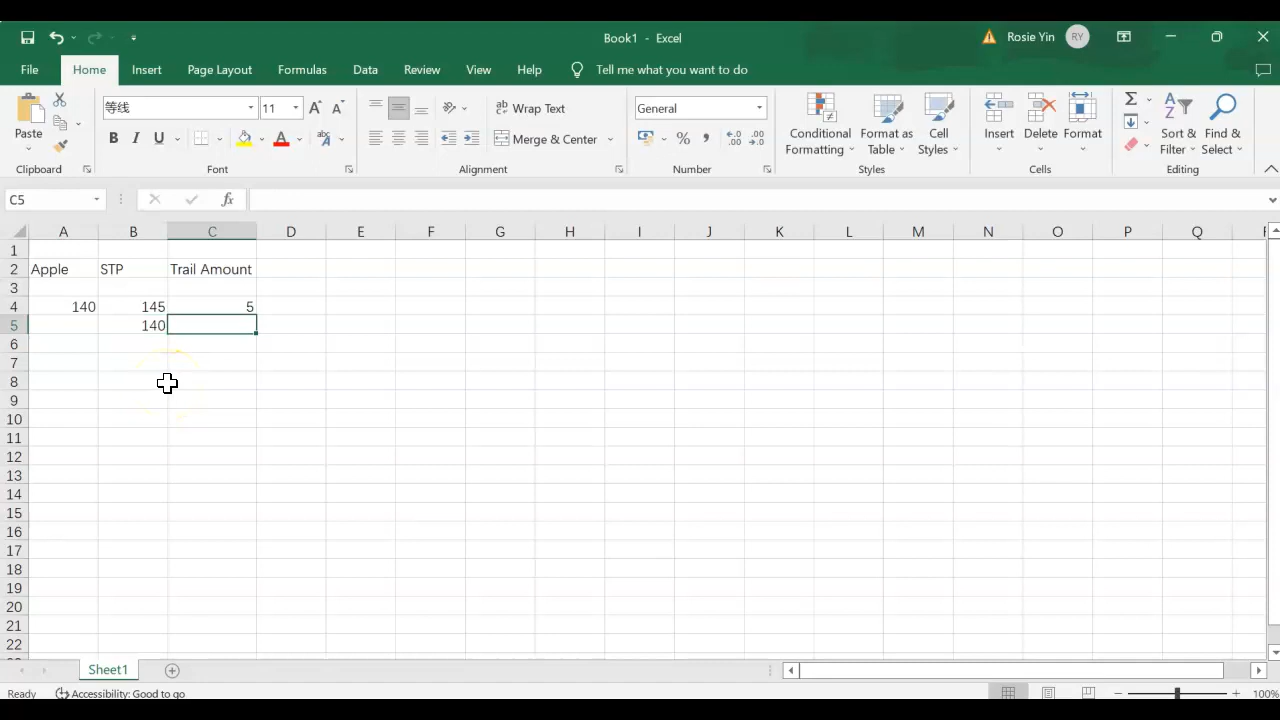 Book1 - Excel
Rosie Yin
RY
File Home Insert Page Layout Formulas Data Review View Help Tell me what you want to do
等线 11 Wrap Text General
Paste B I U A Merge & Center % Conditional Formatting Format as Table Cell Styles Insert Delete Format Sort & Filter Find & Select
Clipboard Font Alignment Number Styles Cells Editing
C5 fx
A B C D E F G H I J K L M N O P Q
1
2 Apple STP Trail Amount
3
4 140 145 5
5 140
6
7
8
9
10
11
12
13
14
15
16
17
18
19
20
21
22
Sheet1
Ready Accessibility: Good to go 100%